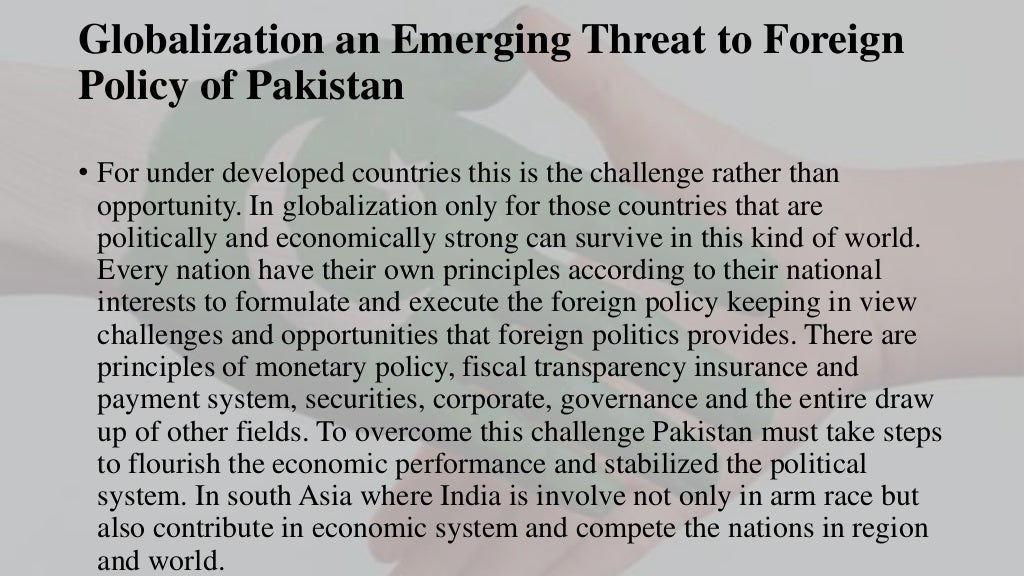 Globalization an Emerging Threat to Foreign
Policy of Pakistan
• For under developed countries this is the challenge rather than
opportunity. In globalization only for those countries that are
politically and economically strong can survive in this kind of world.
Every nation have their own principles according to their national
interests to formulate and execute the foreign policy keeping in view
challenges and opportunities that foreign politics provides. There are
principles of monetary policy, fiscal transparency insurance and
payment system, securities, corporate, governance and the entire draw
up of other fields. To overcome this challenge Pakistan must take steps
to flourish the economic performance and stabilized the political
system. In south Asia where India is involve not only in arm race but
also contribute in economic system and compete the nations in region
and world.